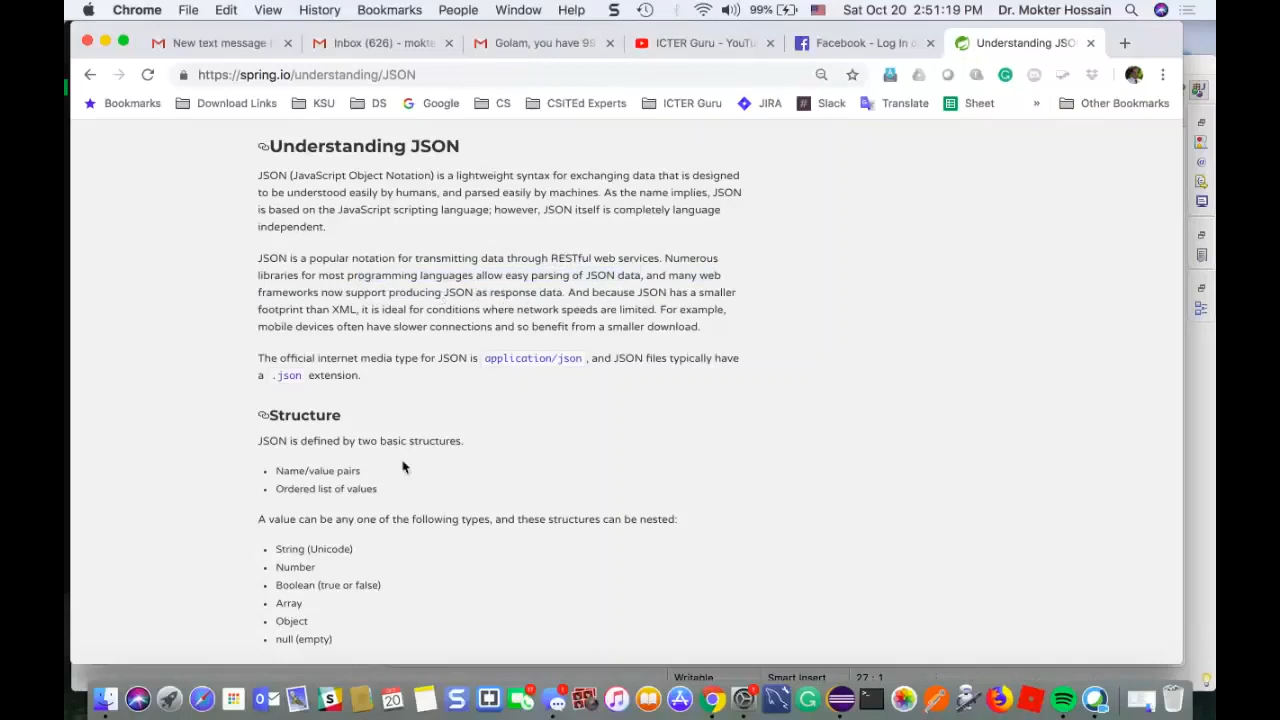 Chrome File Edit View History Bookmarks People Window Help 99% Sat Oct 20 2:51:19 PM Dr. Mokter Hossain
New text message Inbox (626) - mokte Golam, you have 99 ICTER Guru - YouTu Facebook - Log In o Understanding JSO
https://spring.io/understanding/JSON
Bookmarks Download Links KSU DS Google CS CSiTEd Experts ICTER Guru JIRA Slack Translate Sheet » Other Bookmarks
Understanding JSON
JSON (JavaScript Object Notation) is a lightweight syntax for exchanging data that is designed
to be understood easily by humans, and parsed easily by machines. As the name implies, JSON
is based on the JavaScript scripting language; however, JSON itself is completely language
independent.
JSON is a popular notation for transmitting data through RESTful web services. Numerous
libraries for most programming languages allow easy parsing of JSON data, and many web
frameworks now support producing JSON as response data. And because JSON has a smaller
footprint than XML, it is ideal for conditions where network speeds are limited. For example,
mobile devices often have slower connections and so benefit from a smaller download.
The official internet media type for JSON is application/json, and JSON files typically have
a .json extension.
Structure
JSON is defined by two basic structures.
• Name/value pairs
• Ordered list of values
A value can be any one of the following types, and these structures can be nested:
• String (Unicode)
• Number
• Boolean (true or false)
• Array
• Object
• null (empty)
Writable Smart Insert 27 : 1
20